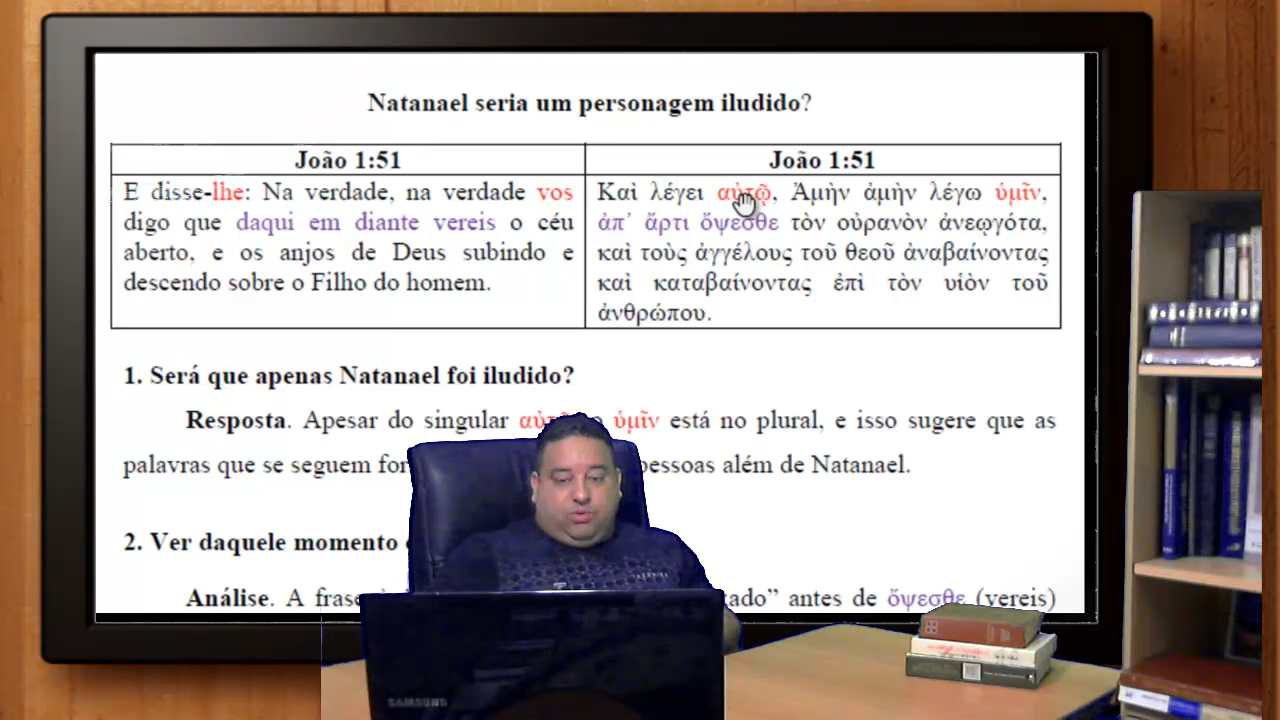 Natanael seria um personagem iludido?
João 1:51
E disse-lhe: Na verdade, na verdade vos
digo que daqui em diante vereis o céu
aberto, e os anjos de Deus subindo e
descendo sobre o Filho do homem.
João 1:51
Καὶ λέγει αὐτῷ, Ἀμὴν ἀμὴν λέγω ὑμῖν,
ἀπ᾽ ἄρτι ὄψεσθε τὸν οὐρανὸν ἀνεῳγότα,
καὶ τοὺς ἀγγέλους τοῦ θεοῦ ἀναβαίνοντας
καὶ καταβαίνοντας ἐπὶ τὸν υἱὸν τοῦ
ἀνθρώπου.
1. Será que apenas Natanael foi iludido?
Resposta. Apesar do singular ὑμῖν está no plural, e isso sugere que as
palavras que se seguem pessoas além de Natanael.
2. Ver daquele momento
Análise. A antes de ὄψεσθε (vereis)
SAMSUNG